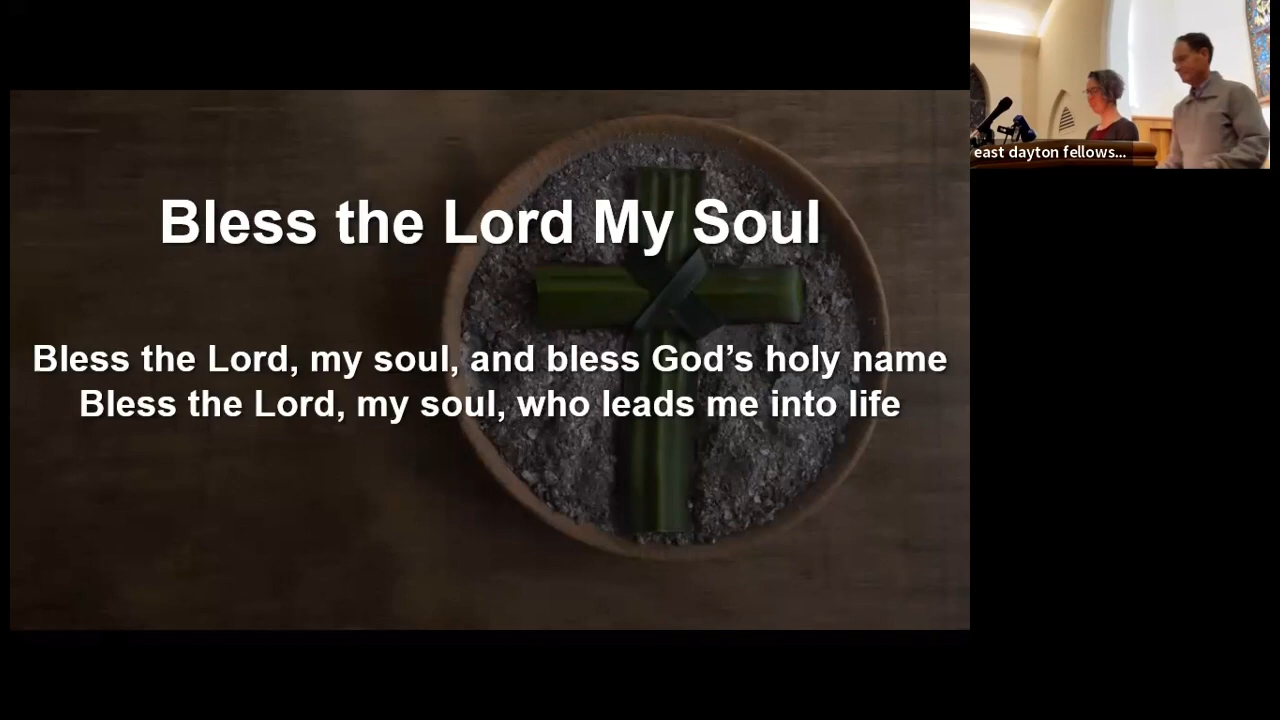 Bless the Lord My Soul
Bless the Lord, my soul, and bless God’s holy name
Bless the Lord, my soul, who leads me into life
east dayton fellows...